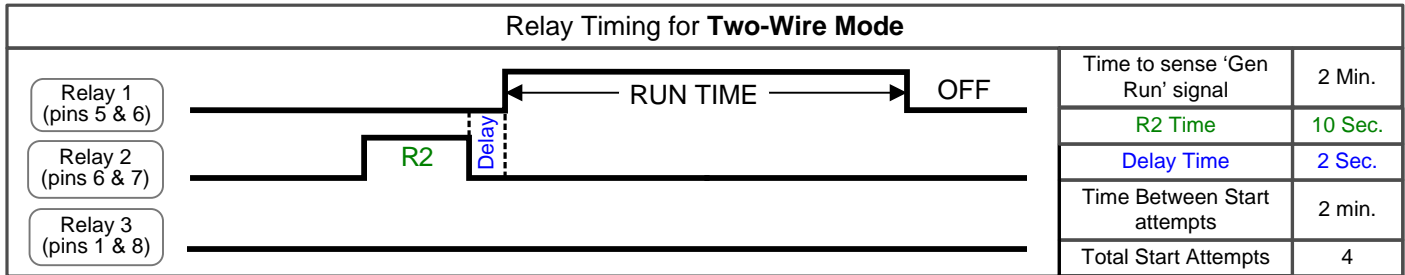 Relay Timing for Two-Wire Mode
Relay 1
(pins 5 & 6)
RUN TIME
OFF
Relay 2
(pins 6 & 7)
R2
Delay
Relay 3
(pins 1 & 8)
Time to sense ‘Gen
Run’ signal
2 Min.
R2 Time
10 Sec.
Delay Time
2 Sec.
Time Between Start
attempts
2 min.
Total Start Attempts
4